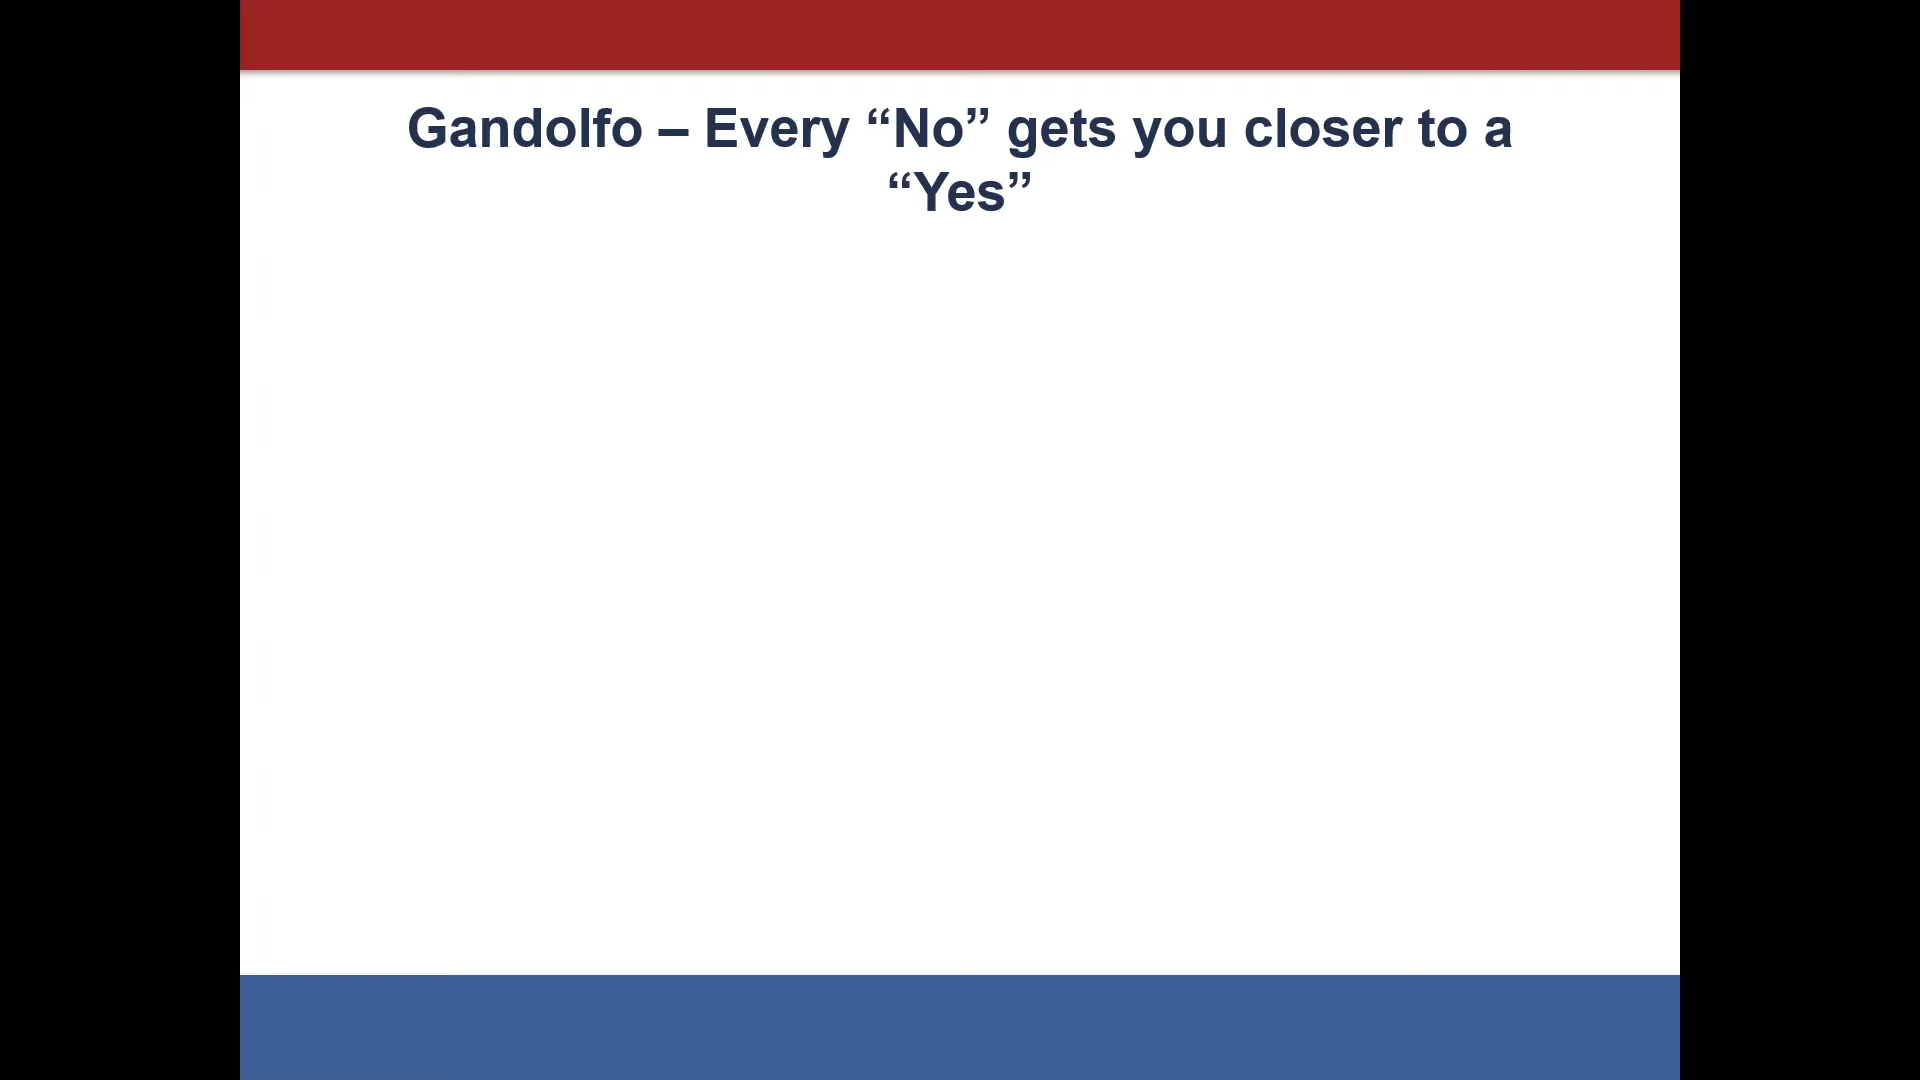 Gandolfo – Every “No” gets you closer to a
“Yes”